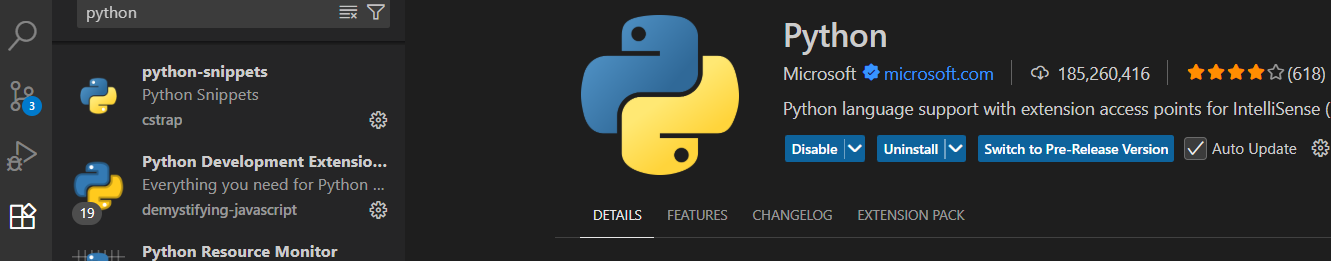 python
3
python-snippets
Python Snippets
cstrap
Python Development Extensio...
Everything you need for Python ...
19
demystifying-javascript
Python Resource Monitor
Python
Microsoft microsoft.com 185,260,416 (618)
Python language support with extension access points for IntelliSense (
Disable Uninstall Switch to Pre-Release Version Auto Update
DETAILS FEATURES CHANGELOG EXTENSION PACK